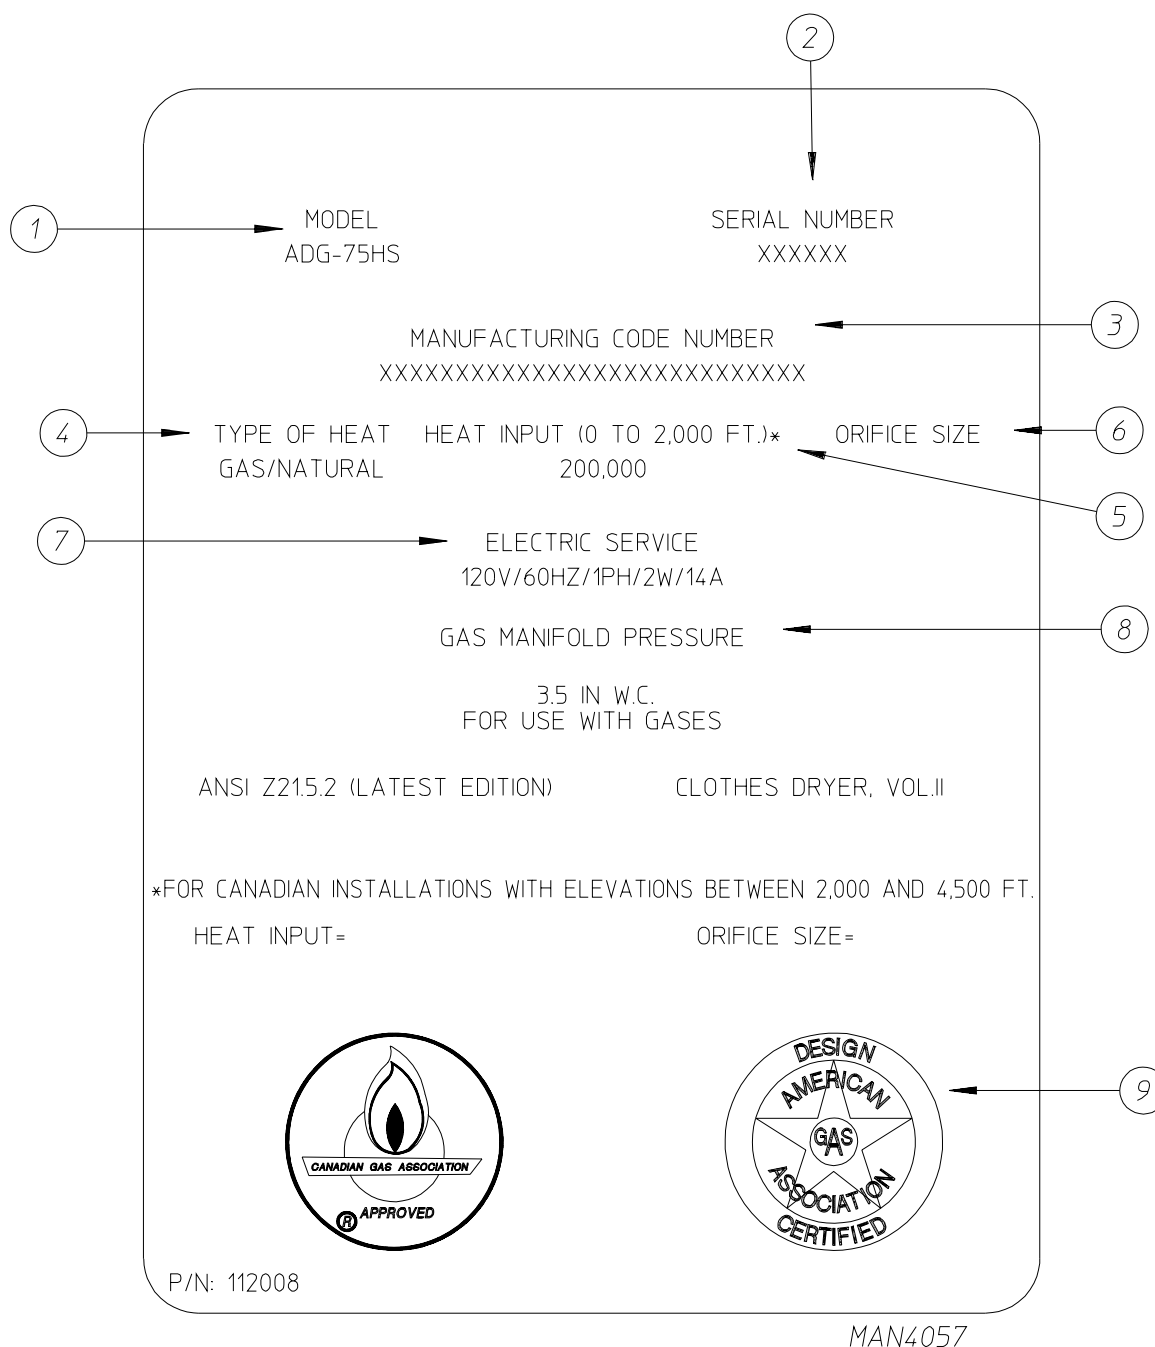 2
1
MODEL
SERIAL NUMBER
ADG-75HS
XXXXXX
3
MANUFACTURING CODE NUMBER
XXXXXXXXXXXXXXXXXXXXXXXXXXXX
4
TYPE OF HEAT
HEAT INPUT (0 TO 2,000 FT.)*
ORIFICE SIZE
6
GAS/NATURAL
200,000
5
7
ELECTRIC SERVICE
120V/60HZ/1PH/2W/14A
GAS MANIFOLD PRESSURE
8
3.5 IN W.C.
FOR USE WITH GASES
ANSI Z21.5.2 (LATEST EDITION)
CLOTHES DRYER, VOL.II
*FOR CANADIAN INSTALLATIONS WITH ELEVATIONS BETWEEN 2,000 AND 4,500 FT.
HEAT INPUT=
ORIFICE SIZE=
CANADIAN GAS ASSOCIATION
® APPROVED
DESIGN
AMERICAN
GAS
ASSOCIATION
CERTIFIED
9
P/N: 112008
MAN4057